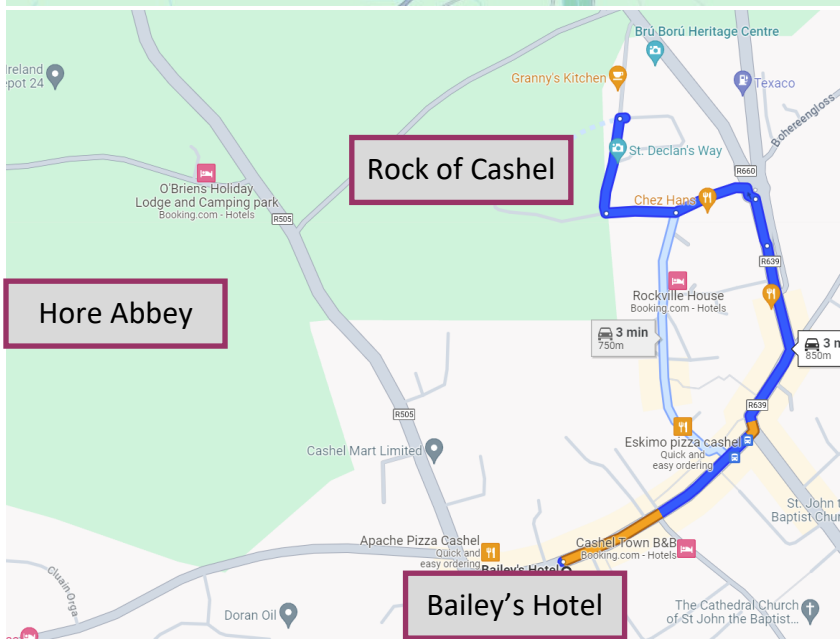 Brú Ború Heritage Centre
Ireland
pot 24
Granny's Kitchen
Texaco
Bohereengloss
Rock of Cashel
St. Declan's Way
R660
O'Briens Holiday
Lodge and Camping park
Booking.com - Hotels
R505
Chez Hans
R639
Hore Abbey
Rockville House
Booking.com - Hotels
3 min
750m
3 m
850m
R505
R639
Cashel Mart Limited
Eskimo pizza cashel
Quick and
easy ordering
St. John t
Baptist Chur
Apache Pizza Cashel
Quick and
easy ordering
Cashel Town B&B
Booking.com - Hotels
Bailey's Hotel
Cluain Orga
Doran Oil
Bailey's Hotel
The Cathedral Church
of St John the Baptist...